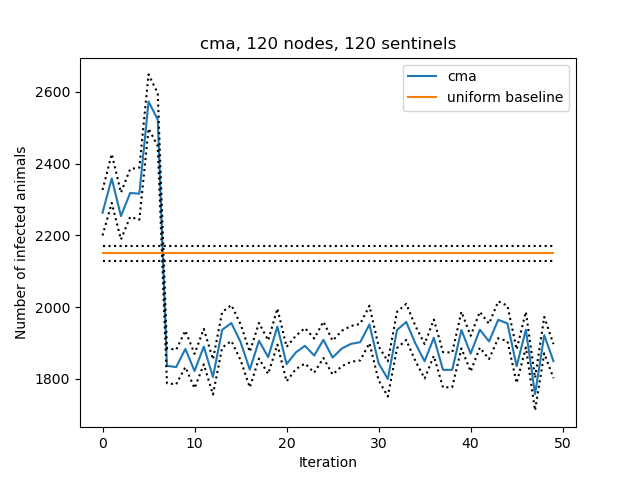 cma, 120 nodes, 120 sentinels
cma
uniform baseline
Number of infected animals
2600
2400
2200
2000
1800
0 10 20 30 40 50
Iteration